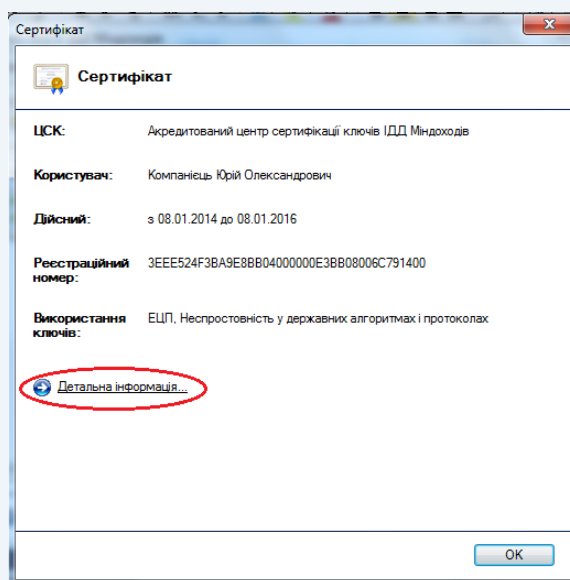 Сертифікат
Сертифікат
ЦСК: Акредитований центр сертифікації ключів ІДД Міндоходів
Користувач: Компанієць Юрій Олександрович
Дійсний: з 08.01.2014 до 08.01.2016
Реєстраційний номер: 3EEE524F3BA9E8BB04000000E3BB08006C791400
Використання ключів: ЕЦП, Неспростовність у державних алгоритмах і протоколах
Детальна інформація...
OK